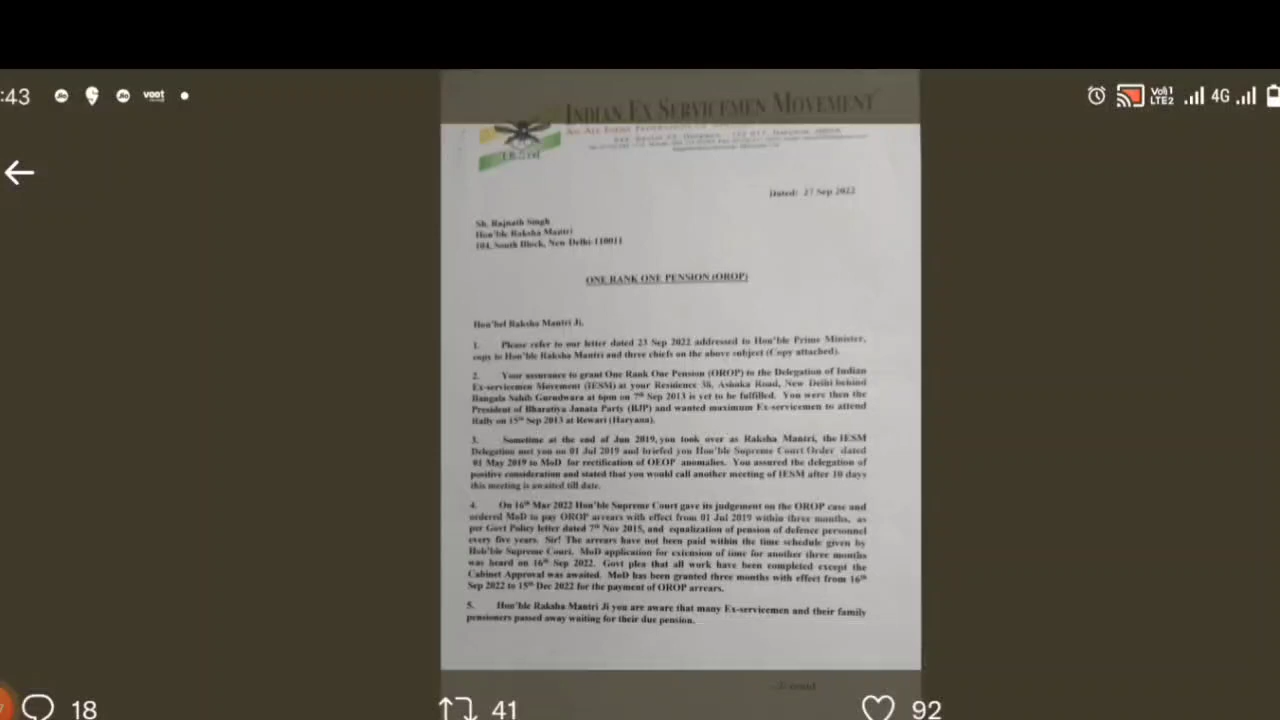 :43
voot
Vo))1
LTE2
4G
INDIAN EX SERVICEMEN MOVEMENT
Dated: 27 Sep 2022
Sh. Rajnath Singh
Hon'ble Raksha Mantri
104, South Block, New Delhi-110011
ONE RANK ONE PENSION (OROP)
Hon'bel Raksha Mantri Ji,
1. Please refer to our letter dated 23 Sep 2022 addressed to Hon'ble Prime Minister,
copy to Hon'ble Raksha Mantri and three chiefs on the above subject (Copy attached).
2. Your assurance to grant One Rank One Pension (OROP) to the Delegation of Indian
Ex-servicemen Movement (IESM) at your Residence 38, Ashoka Road, New Delhi behind
Bangala Sahib Gurudwara at 6pm on 7th Sep 2013 is yet to be fulfilled. You were then the
President of Bharatiya Janata Party (BJP) and wanted maximum Ex-servicemen to attend
Rally on 15th Sep 2013 at Rewari (Haryana).
3. Sometime at the end of Jun 2019, you took over as Raksha Mantri, the IESM
Delegation met you on 01 Jul 2019 and briefed you Hon'ble Supreme Court Order dated
01 May 2019 to MoD for rectification of OEOP anomalies. You assured the delegation of
positive consideration and stated that you would call another meeting of IESM after 10 days
this meeting is awaited till date.
4. On 16th Mar 2022 Hon'ble Supreme Court gave its judgement on the OROP case and
ordered MoD to pay OROP arrears with effect from 01 Jul 2019 within three months, as
per Govt Policy letter dated 7th Nov 2015, and equalization of pension of defence personnel
every five years. Sir! The arrears have not been paid within the time schedule given by
Hob'ble Supreme Court. MoD application for extension of time for another three months
was heard on 16th Sep 2022. Govt plea that all work have been completed except the
Cabinet Approval was awaited. MoD has been granted three months with effect from 16th
Sep 2022 to 15th Dec 2022 for the payment of OROP arrears.
5. Hon'ble Raksha Mantri Ji you are aware that many Ex-servicemen and their family
pensioners passed away waiting for their due pension.
18
41
92